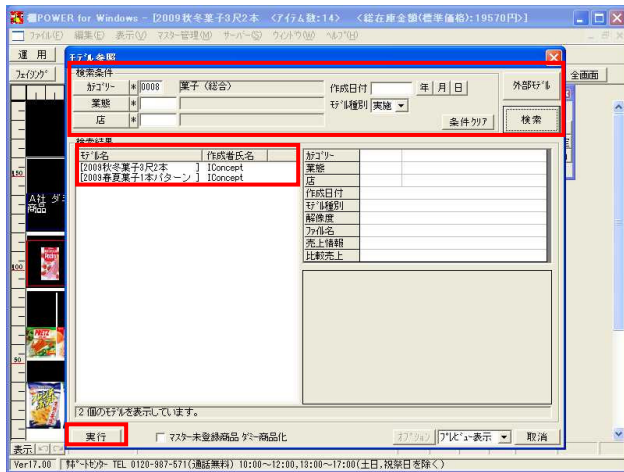 棚POWER for Windows - [2009秋冬菓子3尺2本 <アイテム数:14> <総在庫金額(標準価格):19570円>]
ファイル(F) 編集(E) 表示(V) マスター管理(M) サーバー(S) ウィンドウ(W) ヘルプ(H)
運 用
モデル参照
フェイシング
全画面
検索条件
カテゴリー * 0008 菓子 (総合)
作成日付 年 月 日
外部モデル
業態 *
モデル種別 実施
店 *
条件クリア
検索
検索結果
モデル名 作成者氏名
[2009秋冬菓子3尺2本 ] IConcept
[2009春夏菓子1本パターン ] IConcept
カテゴリー
業態
店
作成日付
モデル種別
解像度
ファイル名
売上情報
比較売上
150
A社
商品
100
50
2 個のモデルを表示しています。
実行
マスター未登録商品 ダミー商品化
オプション
プレビュー表示
取消
表示
Ver17.00 サポートセンター TEL 0120-987-571(通話無料) 10:00～12:00,13:00～17:00(土日,祝祭日を除く)